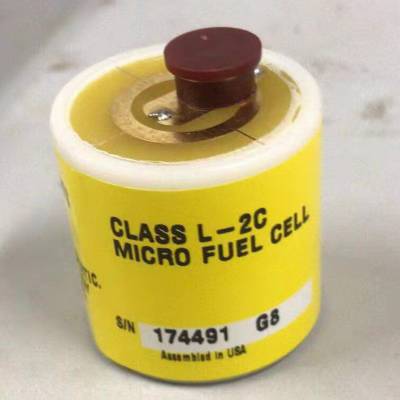 CLASS L-2C
MICRO FUEL CELL
S/N 174491 G8
Assembled in USA